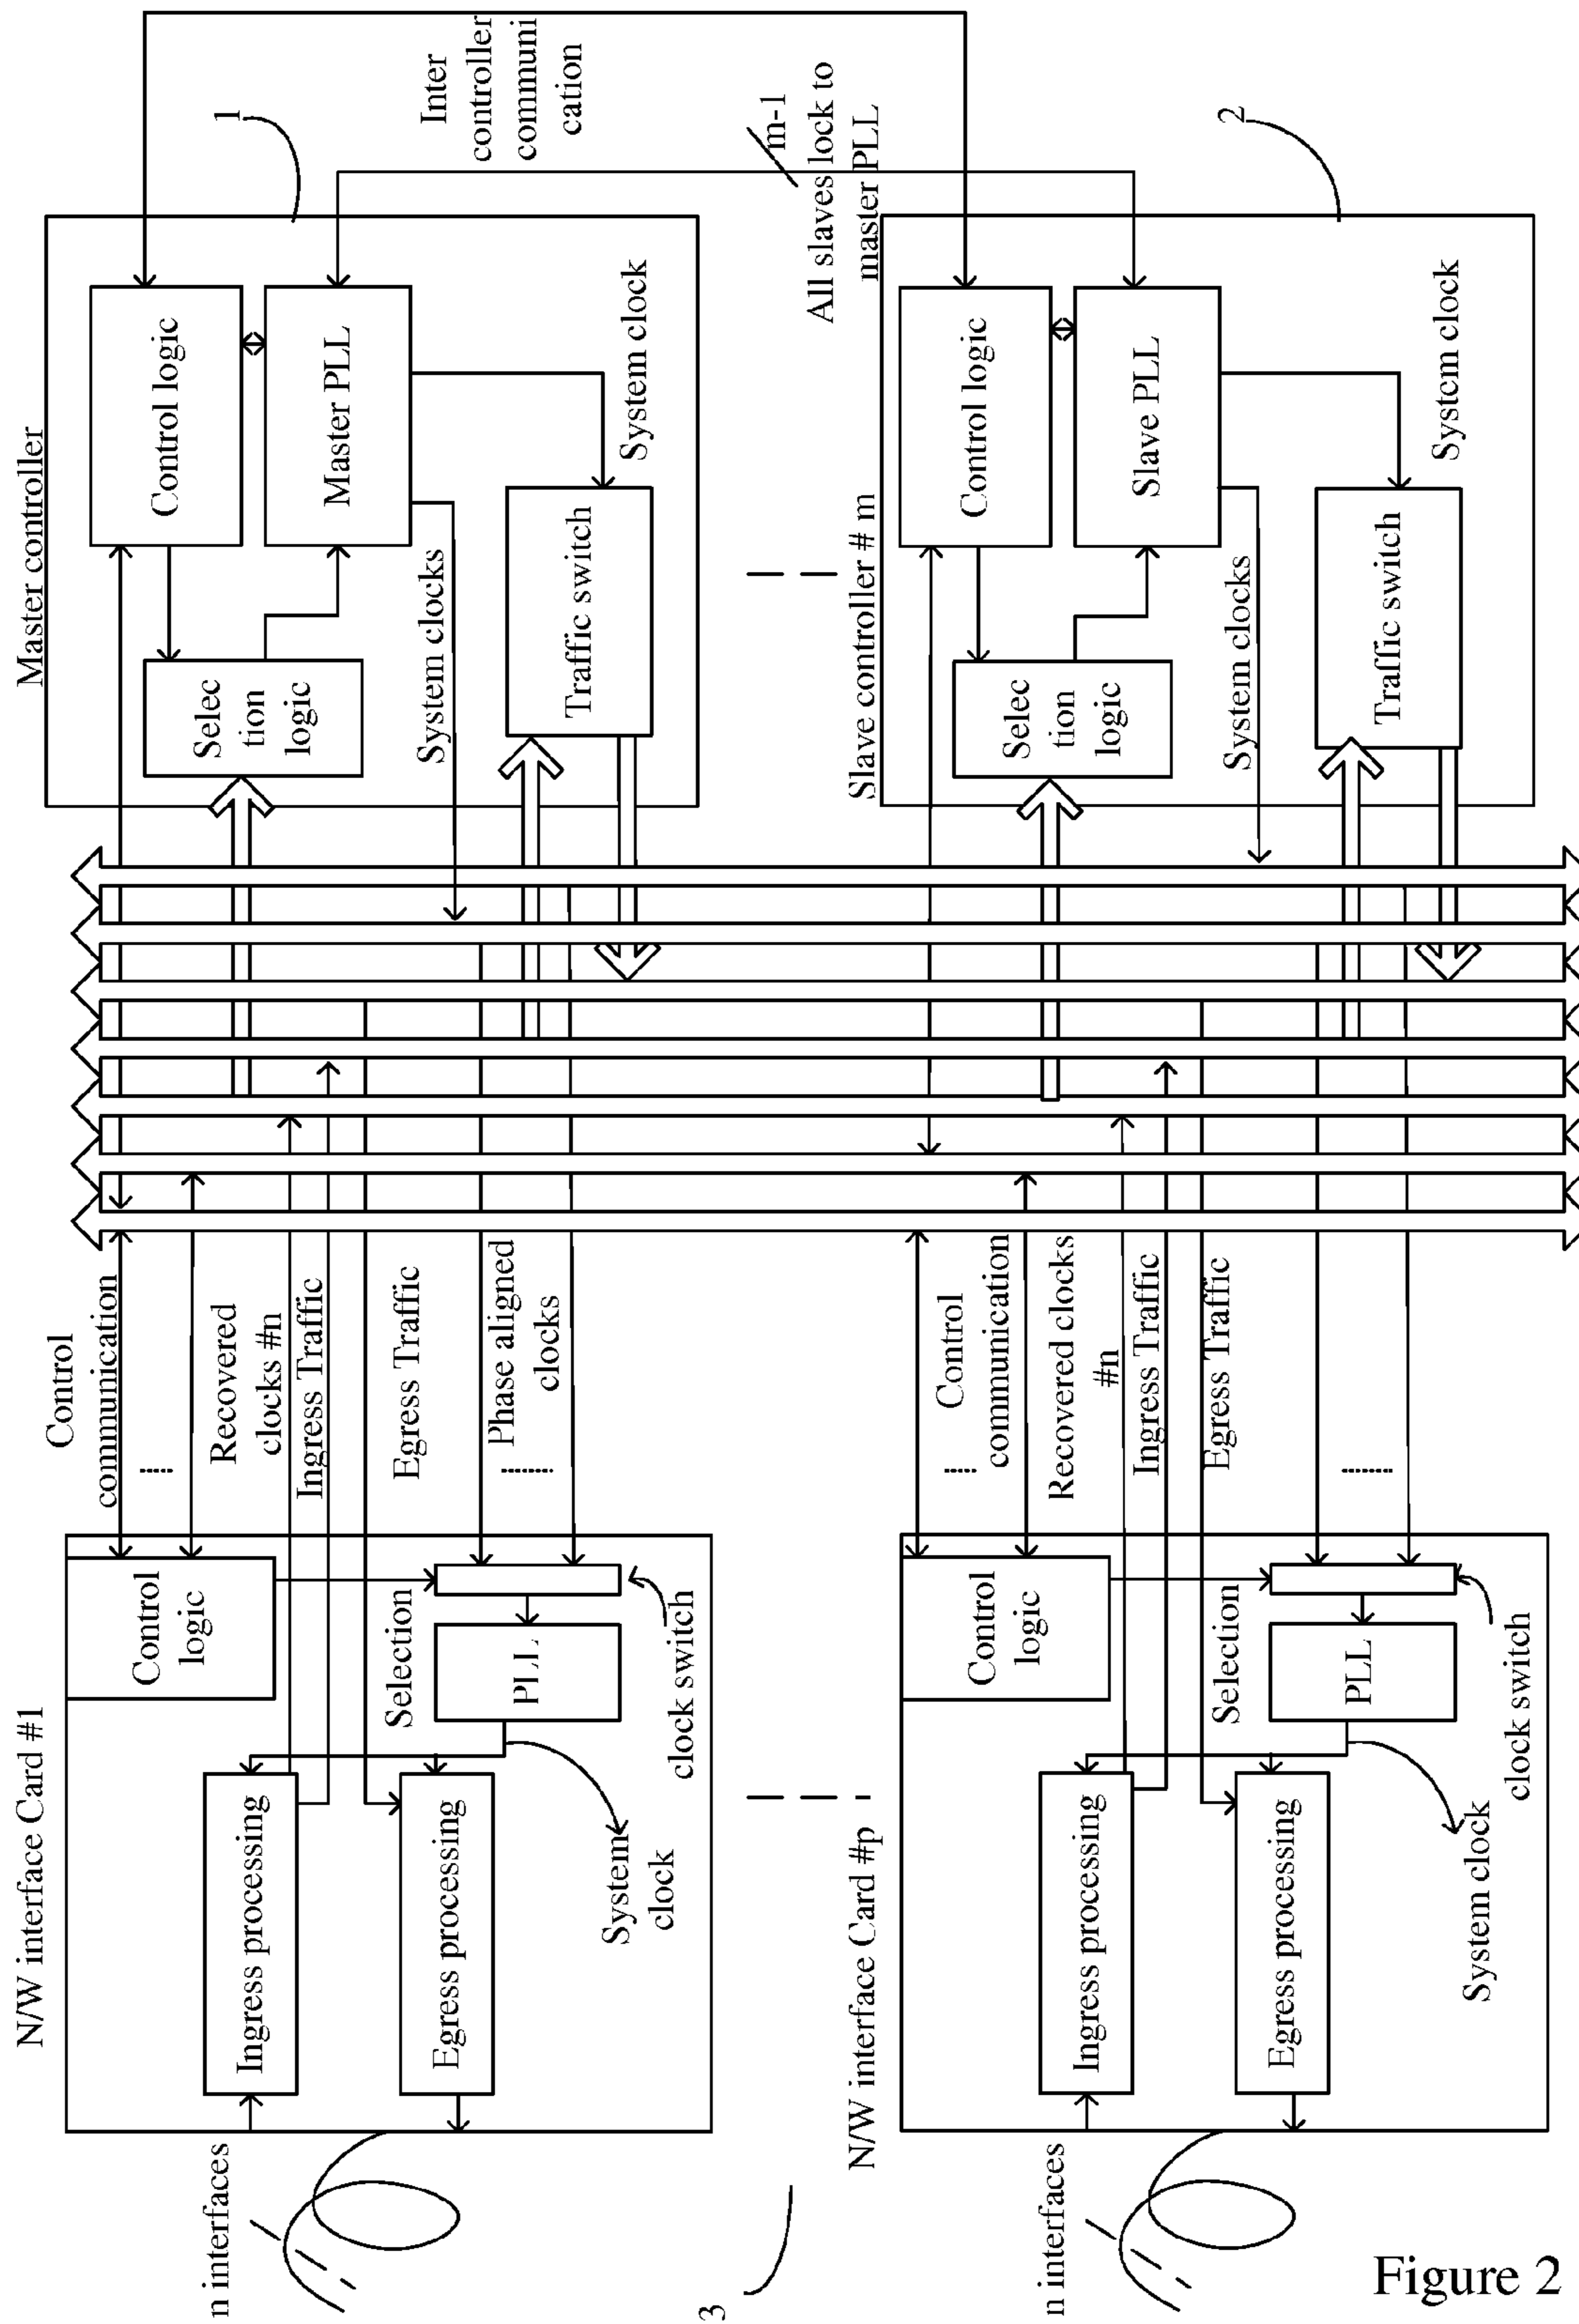 N/W interface Card #1
n interfaces
Ingress processing
Egress processing
System
clock
Control
logic
Selection
PLL
clock switch
Control
communication
Recovered
clocks #n
Ingress Traffic
Egress Traffic
Phase aligned
clocks
Master controller
Selec
tion
logic
Control logic
Master PLL
System clocks
Traffic switch
System clock
1
Inter
controller
communi
cation
m-1
All slaves lock to
master PLL
3
N/W interface Card #p
n interfaces
Ingress processing
Egress processing
System clock
Control
logic
Selection
PLL
clock switch
Control
communication
Recovered clocks
#n
Ingress Traffic
Egress Traffic
Slave controller # m
Selec
tion
logic
Control logic
Slave PLL
System clocks
Traffic switch
System clock
2
Figure 2